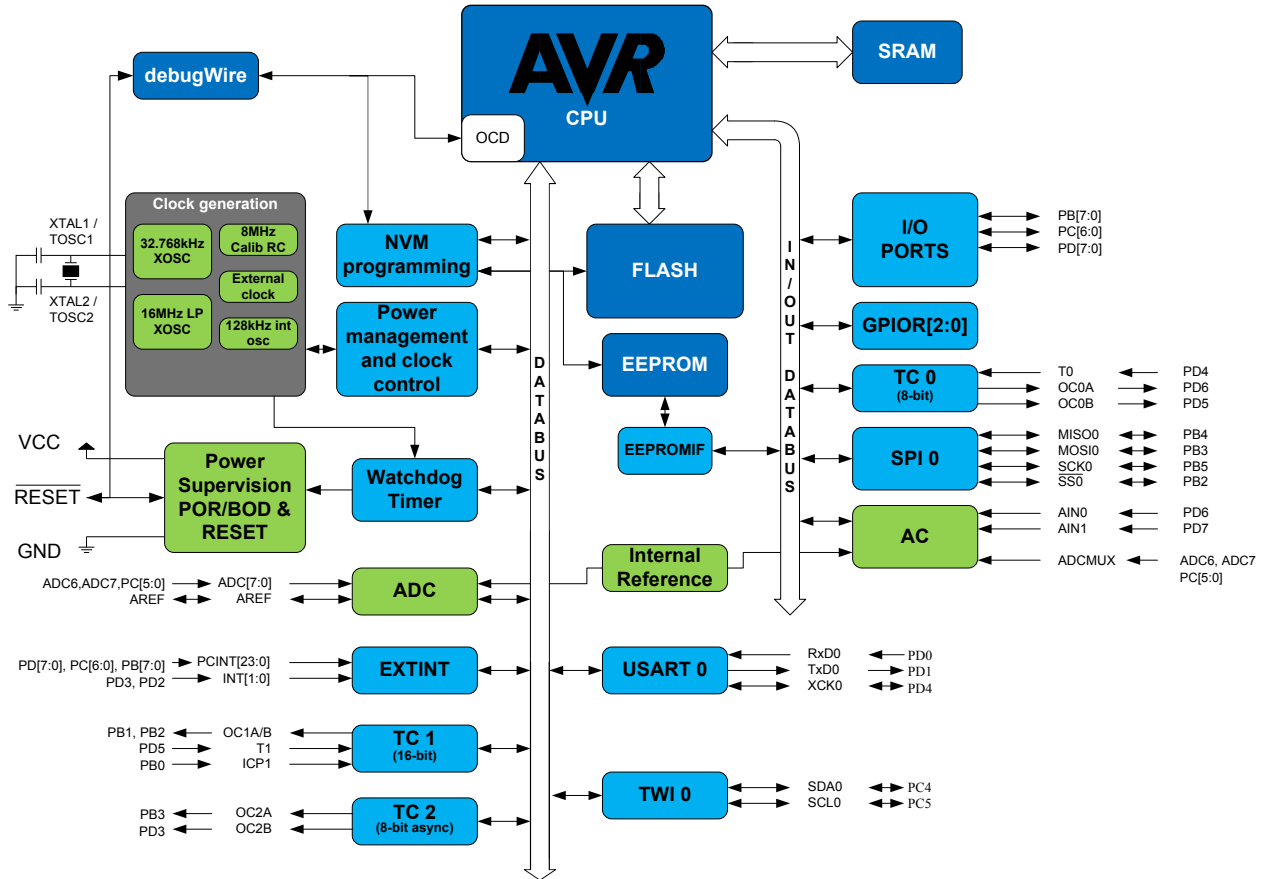 AVR
CPU
OCD
SRAM
debugWire
Clock generation
XTAL1 /
TOSC1
32.768kHz
XOSC
8MHz
Calib RC
External
clock
XTAL2 /
TOSC2
16MHz LP
XOSC
128kHz int
osc
NVM
programming
FLASH
Power
management
and clock
control
EEPROM
EEPROMIF
DATABUS
IN/OUT DATABUS
I/O
PORTS
PB[7:0]
PC[6:0]
PD[7:0]
GPIOR[2:0]
TC 0
(8-bit)
T0 PD4
OC0A PD6
OC0B PD5
SPI 0
MISO0 PB4
MOSI0 PB3
SCK0 PB5
SS0 PB2
VCC
RESET
GND
Power
Supervision
POR/BOD &
RESET
Watchdog
Timer
AC
AIN0 PD6
AIN1 PD7
ADCMUX ADC6, ADC7
PC[5:0]
Internal
Reference
ADC6,ADC7,PC[5:0] ADC[7:0]
AREF AREF
ADC
PD[7:0], PC[6:0], PB[7:0] PCINT[23:0]
PD3, PD2 INT[1:0]
EXTINT
USART 0
RxD0 PD0
TxD0 PD1
XCK0 PD4
PB1, PB2 OC1A/B
PD5 T1
PB0 ICP1
TC 1
(16-bit)
TWI 0
SDA0 PC4
SCL0 PC5
PB3 OC2A
PD3 OC2B
TC 2
(8-bit async)